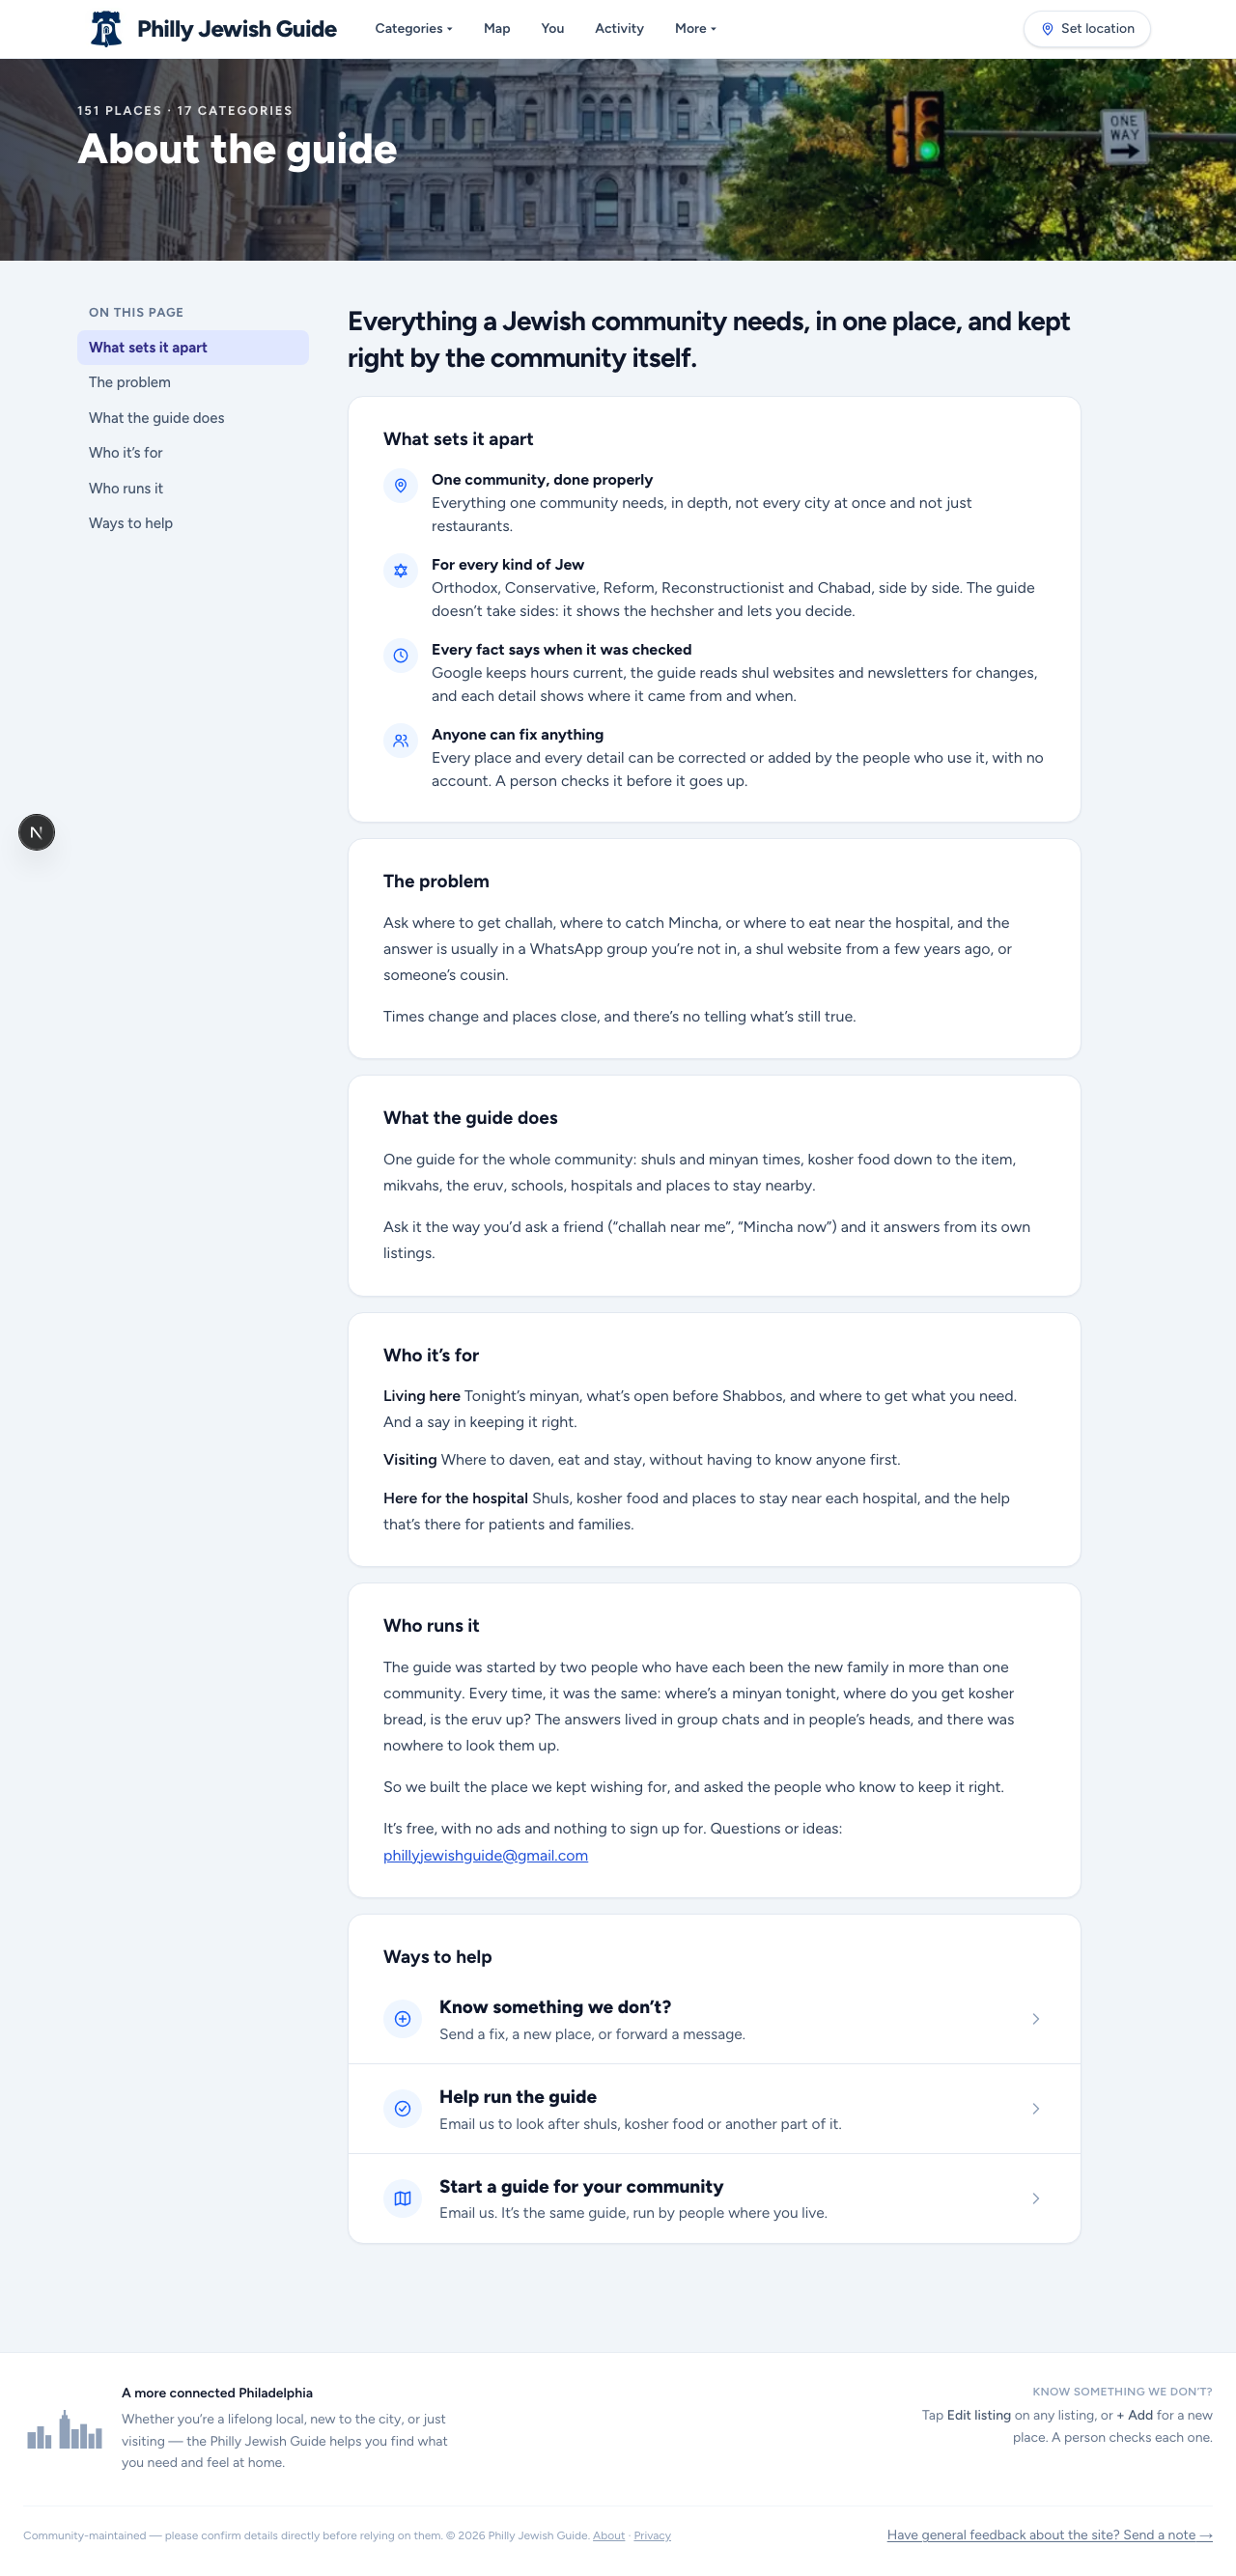 Philly Jewish Guide
Categories
Map
You
Activity
More
Set location
151 PLACES · 17 CATEGORIES
About the guide
ONE WAY
ON THIS PAGE
What sets it apart
The problem
What the guide does
Who it’s for
Who runs it
Ways to help
Everything a Jewish community needs, in one place, and kept
right by the community itself.
What sets it apart
One community, done properly
Everything one community needs, in depth, not every city at once and not just
restaurants.
For every kind of Jew
Orthodox, Conservative, Reform, Reconstructionist and Chabad, side by side. The guide
doesn’t take sides: it shows the hechsher and lets you decide.
Every fact says when it was checked
Google keeps hours current, the guide reads shul websites and newsletters for changes,
and each detail shows where it came from and when.
Anyone can fix anything
Every place and every detail can be corrected or added by the people who use it, with no
account. A person checks it before it goes up.
N
The problem
Ask where to get challah, where to catch Mincha, or where to eat near the hospital, and the
answer is usually in a WhatsApp group you’re not in, a shul website from a few years ago, or
someone’s cousin.
Times change and places close, and there’s no telling what’s still true.
What the guide does
One guide for the whole community: shuls and minyan times, kosher food down to the item,
mikvahs, the eruv, schools, hospitals and places to stay nearby.
Ask it the way you’d ask a friend (“challah near me”, “Mincha now”) and it answers from its own
listings.
Who it’s for
Living here Tonight’s minyan, what’s open before Shabbos, and where to get what you need.
And a say in keeping it right.
Visiting Where to daven, eat and stay, without having to know anyone first.
Here for the hospital Shuls, kosher food and places to stay near each hospital, and the help
that’s there for patients and families.
Who runs it
The guide was started by two people who have each been the new family in more than one
community. Every time, it was the same: where’s a minyan tonight, where do you get kosher
bread, is the eruv up? The answers lived in group chats and in people’s heads, and there was
nowhere to look them up.
So we built the place we kept wishing for, and asked the people who know to keep it right.
It’s free, with no ads and nothing to sign up for. Questions or ideas:
phillyjewishguide@gmail.com
Ways to help
Know something we don’t?
Send a fix, a new place, or forward a message.
Help run the guide
Email us to look after shuls, kosher food or another part of it.
Start a guide for your community
Email us. It’s the same guide, run by people where you live.
A more connected Philadelphia
Whether you’re a lifelong local, new to the city, or just
visiting — the Philly Jewish Guide helps you find what
you need and feel at home.
KNOW SOMETHING WE DON’T?
Tap Edit listing on any listing, or + Add for a new
place. A person checks each one.
Community-maintained — please confirm details directly before relying on them. © 2026 Philly Jewish Guide. About · Privacy
Have general feedback about the site? Send a note →